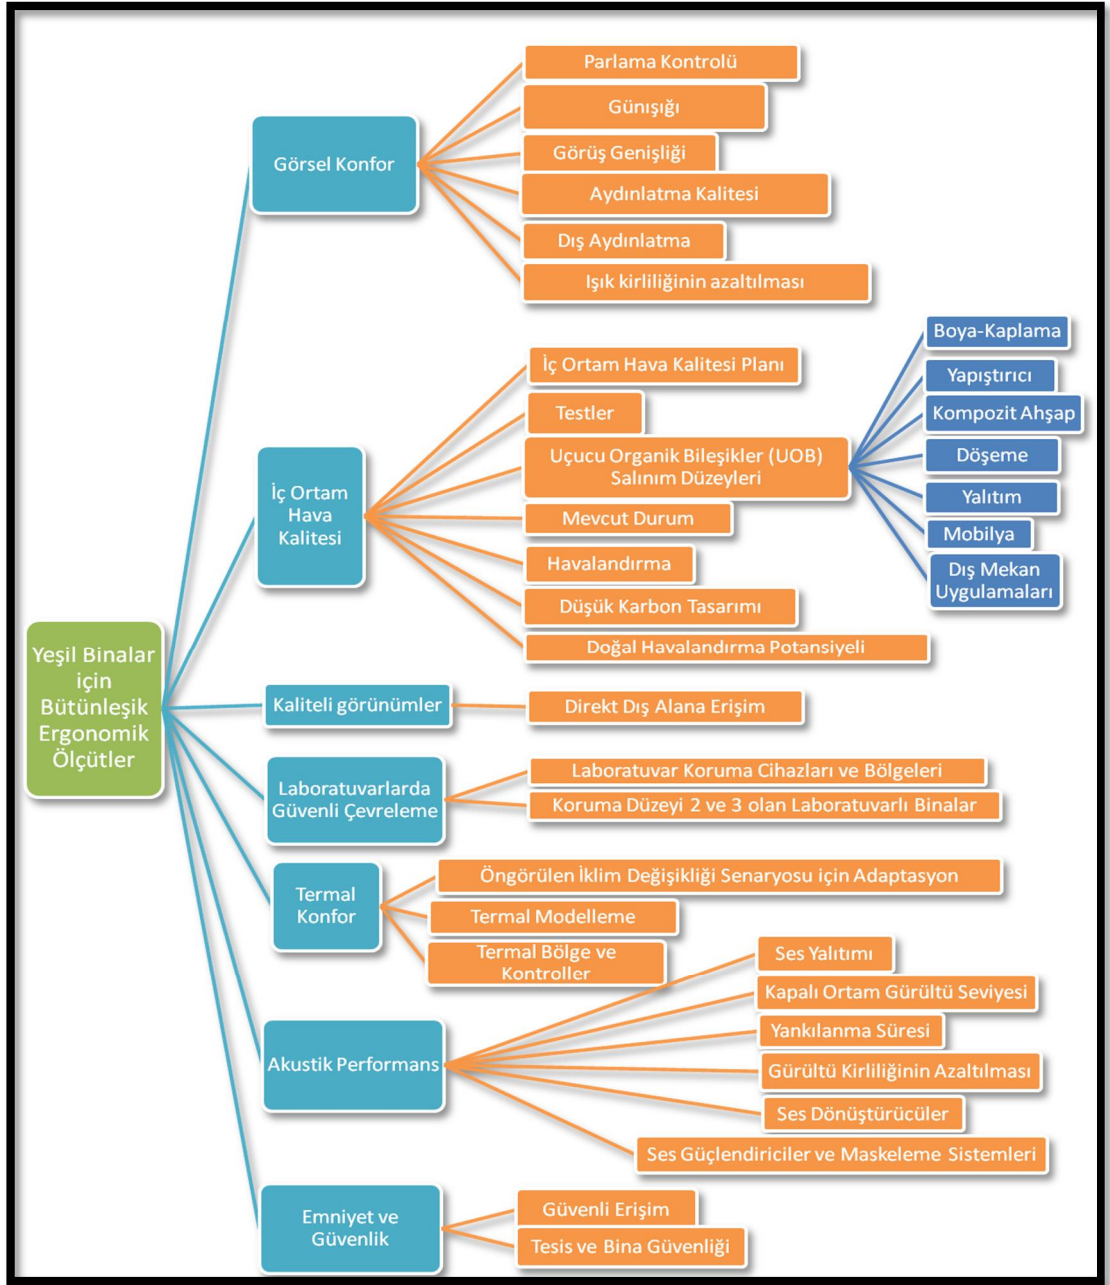 Yeşil Binalar
için
Bütünleşik
Ergonomik
Ölçütler
Görsel Konfor
Parlama Kontrolü
Günışığı
Görüş Genişliği
Aydınlatma Kalitesi
Dış Aydınlatma
Işık kirliliğinin azaltılması
İç Ortam
Hava
Kalitesi
İç Ortam Hava Kalitesi Planı
Testler
Uçucu Organik Bileşikler (UOB)
Salınım Düzeyleri
Boya-Kaplama
Yapıştırıcı
Kompozit Ahşap
Döşeme
Yalıtım
Mobilya
Dış Mekan
Uygulamaları
Mevcut Durum
Havalandırma
Düşük Karbon Tasarımı
Doğal Havalandırma Potansiyeli
Kaliteli görünümler
Direkt Dış Alana Erişim
Laboratuvarlarda
Güvenli Çevreleme
Laboratuvar Koruma Cihazları ve Bölgeleri
Koruma Düzeyi 2 ve 3 olan Laboratuvarlı Binalar
Termal
Konfor
Öngörülen İklim Değişikliği Senaryosu için Adaptasyon
Termal Modelleme
Termal Bölge ve
Kontroller
Akustik Performans
Ses Yalıtımı
Kapalı Ortam Gürültü Seviyesi
Yankılanma Süresi
Gürültü Kirliliğinin Azaltılması
Ses Dönüştürücüler
Ses Güçlendiriciler ve Maskeleme Sistemleri
Emniyet ve
Güvenlik
Güvenli Erişim
Tesis ve Bina Güvenliği